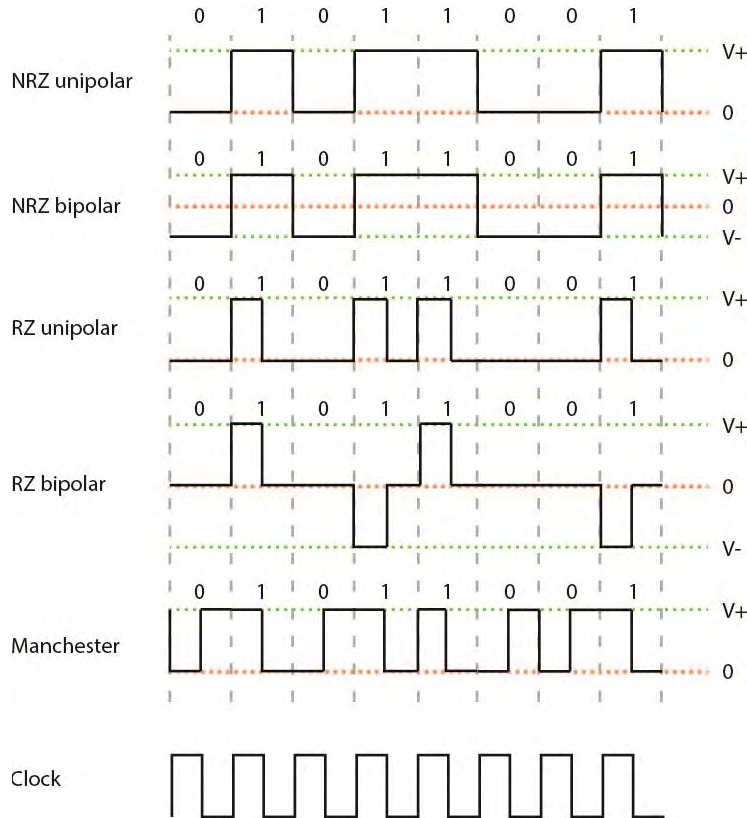 0 1 0 1 1 0 0 1
V+
NRZ unipolar
0
0 1 0 1 1 0 0 1
V+
NRZ bipolar
0
V-
0 1 0 1 1 0 0 1
V+
RZ unipolar
0
0 1 0 1 1 0 0 1
V+
RZ bipolar
0
V-
0 1 0 1 1 0 0 1
V+
Manchester
0
Clock